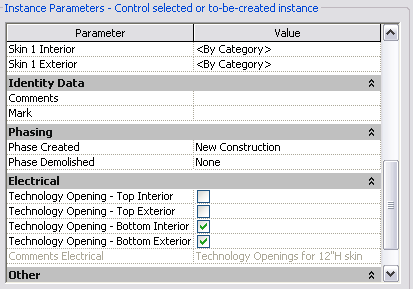 Instance Parameters - Control selected or to-be-created instance
Parameter Value
Skin 1 Interior <By Category>
Skin 1 Exterior <By Category>
Identity Data
Comments
Mark
Phasing
Phase Created New Construction
Phase Demolished None
Electrical
Technology Opening - Top Interior
Technology Opening - Top Exterior
Technology Opening - Bottom Interior
Technology Opening - Bottom Exterior
Comments Electrical Technology Openings for 12"H skin
Other